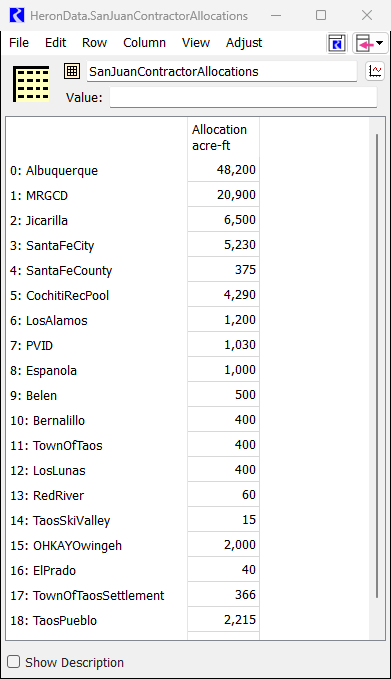 HeronData.SanJuanContractorAllocations
File Edit Row Column View Adjust
SanJuanContractorAllocations
Value:
Allocation
acre-ft
0: Albuquerque 48,200
1: MRGCD 20,900
2: Jicarilla 6,500
3: SantaFeCity 5,230
4: SantaFeCounty 375
5: CochitiRecPool 4,290
6: LosAlamos 1,200
7: PVID 1,030
8: Espanola 1,000
9: Belen 500
10: Bernalillo 400
11: TownOfTaos 400
12: LosLunas 400
13: RedRiver 60
14: TaosSkiValley 15
15: OHKAYOwingeh 2,000
16: ElPrado 40
17: TownOfTaosSettlement 366
18: TaosPueblo 2,215
Show Description